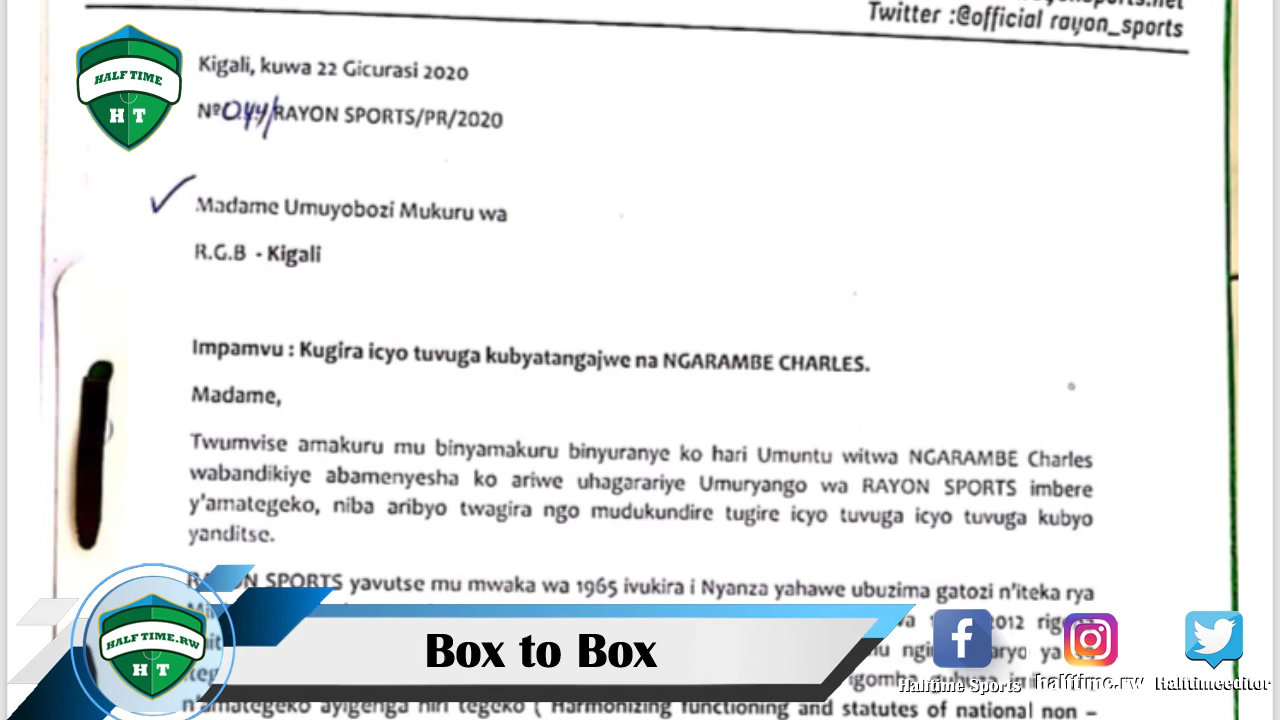 Twitter :@official rayon_sports
HALF TIME
H T
Kigali, kuwa 22 Gicurasi 2020
Nº044/RAYON SPORTS/PR/2020
Madame Umuyobozi Mukuru wa
R.G.B - Kigali
Impamvu : Kugira icyo tuvuga kubyatangajwe na NGARAMBE CHARLES.
Madame,
Twumvise amakuru mu binyamakuru binyuranye ko hari Umuntu witwa NGARAMBE Charles
wabandikiye abamenyesha ko ariwe uhagarariye Umuryango wa RAYON SPORTS imbere
y'amategeko, niba aribyo twagira ngo mudukundire tugire icyo tuvuga icyo tuvuga kubyo
yanditse.
RAYON SPORTS yavutse mu mwaka wa 1965 ivukira i Nyanza yahawe ubuzima gatozi n'iteka rya
2012
n'amategeko ayigenga niri tegeko ( Harmonizing functioning and statutes of national non –
HALF TIME.RW
H T
Box to Box
Halftime Sports
halftime.rw
Halftimeeditor